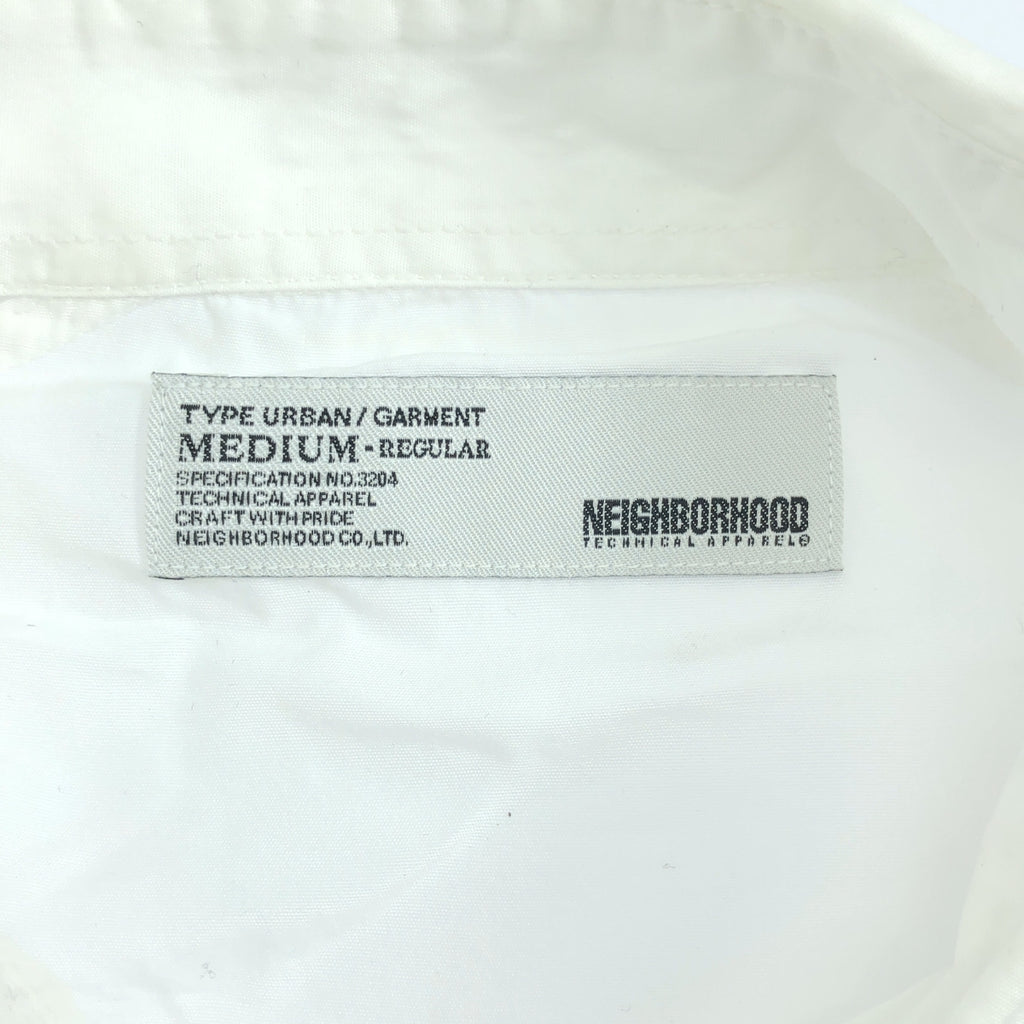 TYPE URBAN / GARMENT
MEDIUM - REGULAR
SPECIFICATION NO.3204
TECHNICAL APPAREL
CRAFT WITH PRIDE
NEIGHBORHOOD CO.,LTD.
NEIGHBORHOOD
TECHNICAL APPAREL®